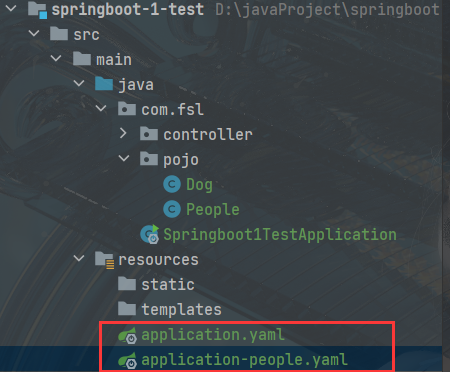 springboot-1-test D:\javaProject\springboot
src
main
java
com.fsl
controller
pojo
Dog
People
Springboot1TestApplication
resources
static
templates
application.yaml
application-people.yaml